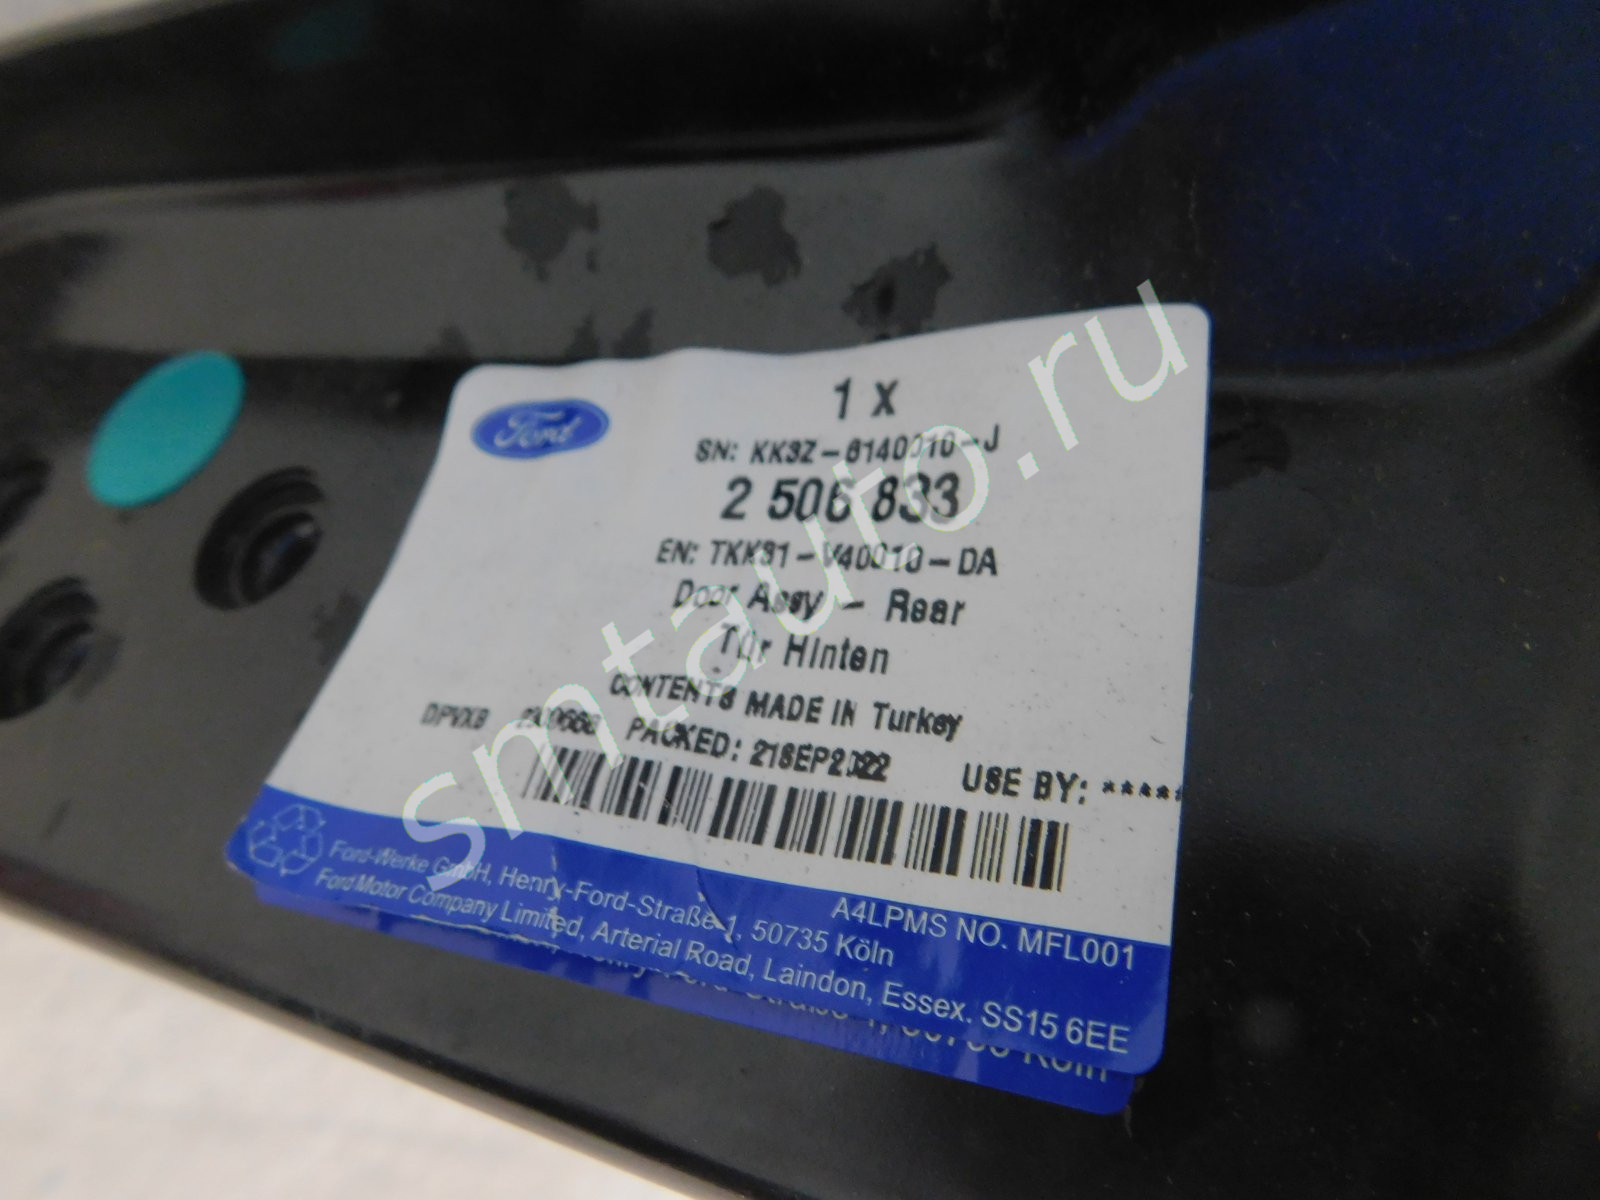 Ford
1 X
SN: KK3Z-6140010-J
2 506 833
EN: TKK31-V40010-DA
Door Assy - Rear
Tür Hinten
CONTENTS MADE IN Turkey
PACKED: 21SEP2022 USE BY: *****
A4LPMS NO. MFL001
Ford-Werke GmbH, Henry-Ford-Straße 1, 50735 Köln
Ford Motor Company Limited, Arterial Road, Laindon, Essex. SS15 6EE
50735 Köln
smtauto.ru